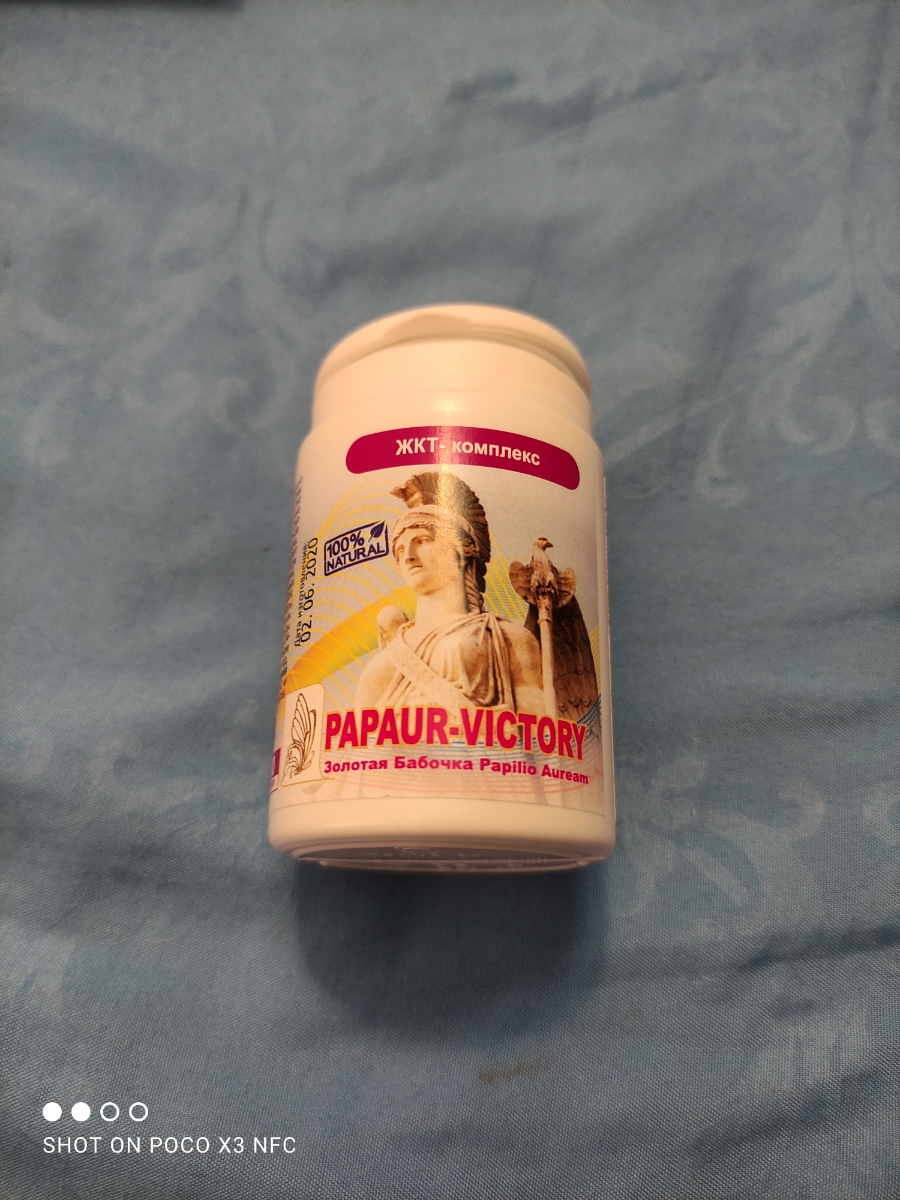 ЖКТ- комплекс
100%
NATURAL
Дата изготовления:
02. 06. 2020
PAPAUR-VICTORY
Золотая Бабочка Papilio Auream
SHOT ON POCO X3 NFC